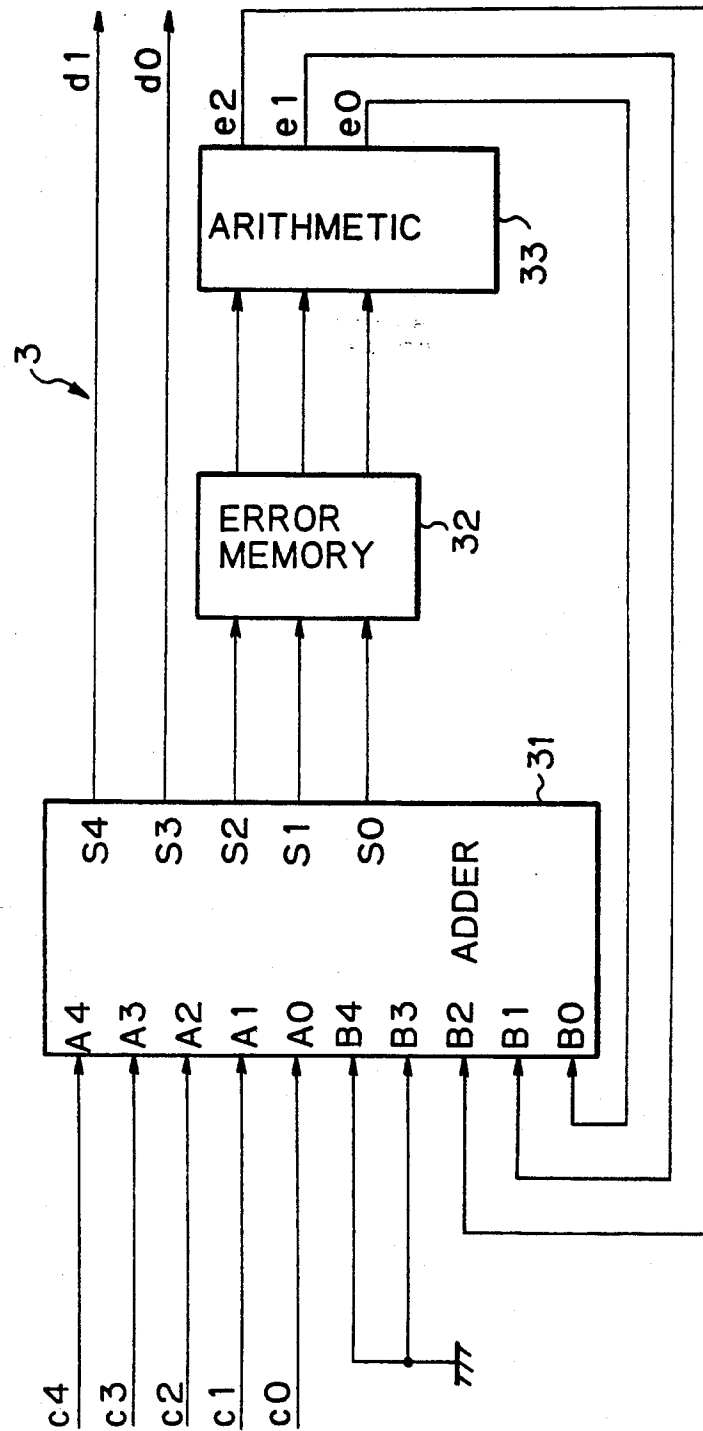 3
d1
d0
c4
c3
c2
c1
c0
A4
A3
A2
A1
A0
B4
B3
B2
B1
B0
S4
S3
S2
S1
S0
ADDER
31
ERROR
MEMORY
32
ARITHMETIC
33
e2
e1
e0